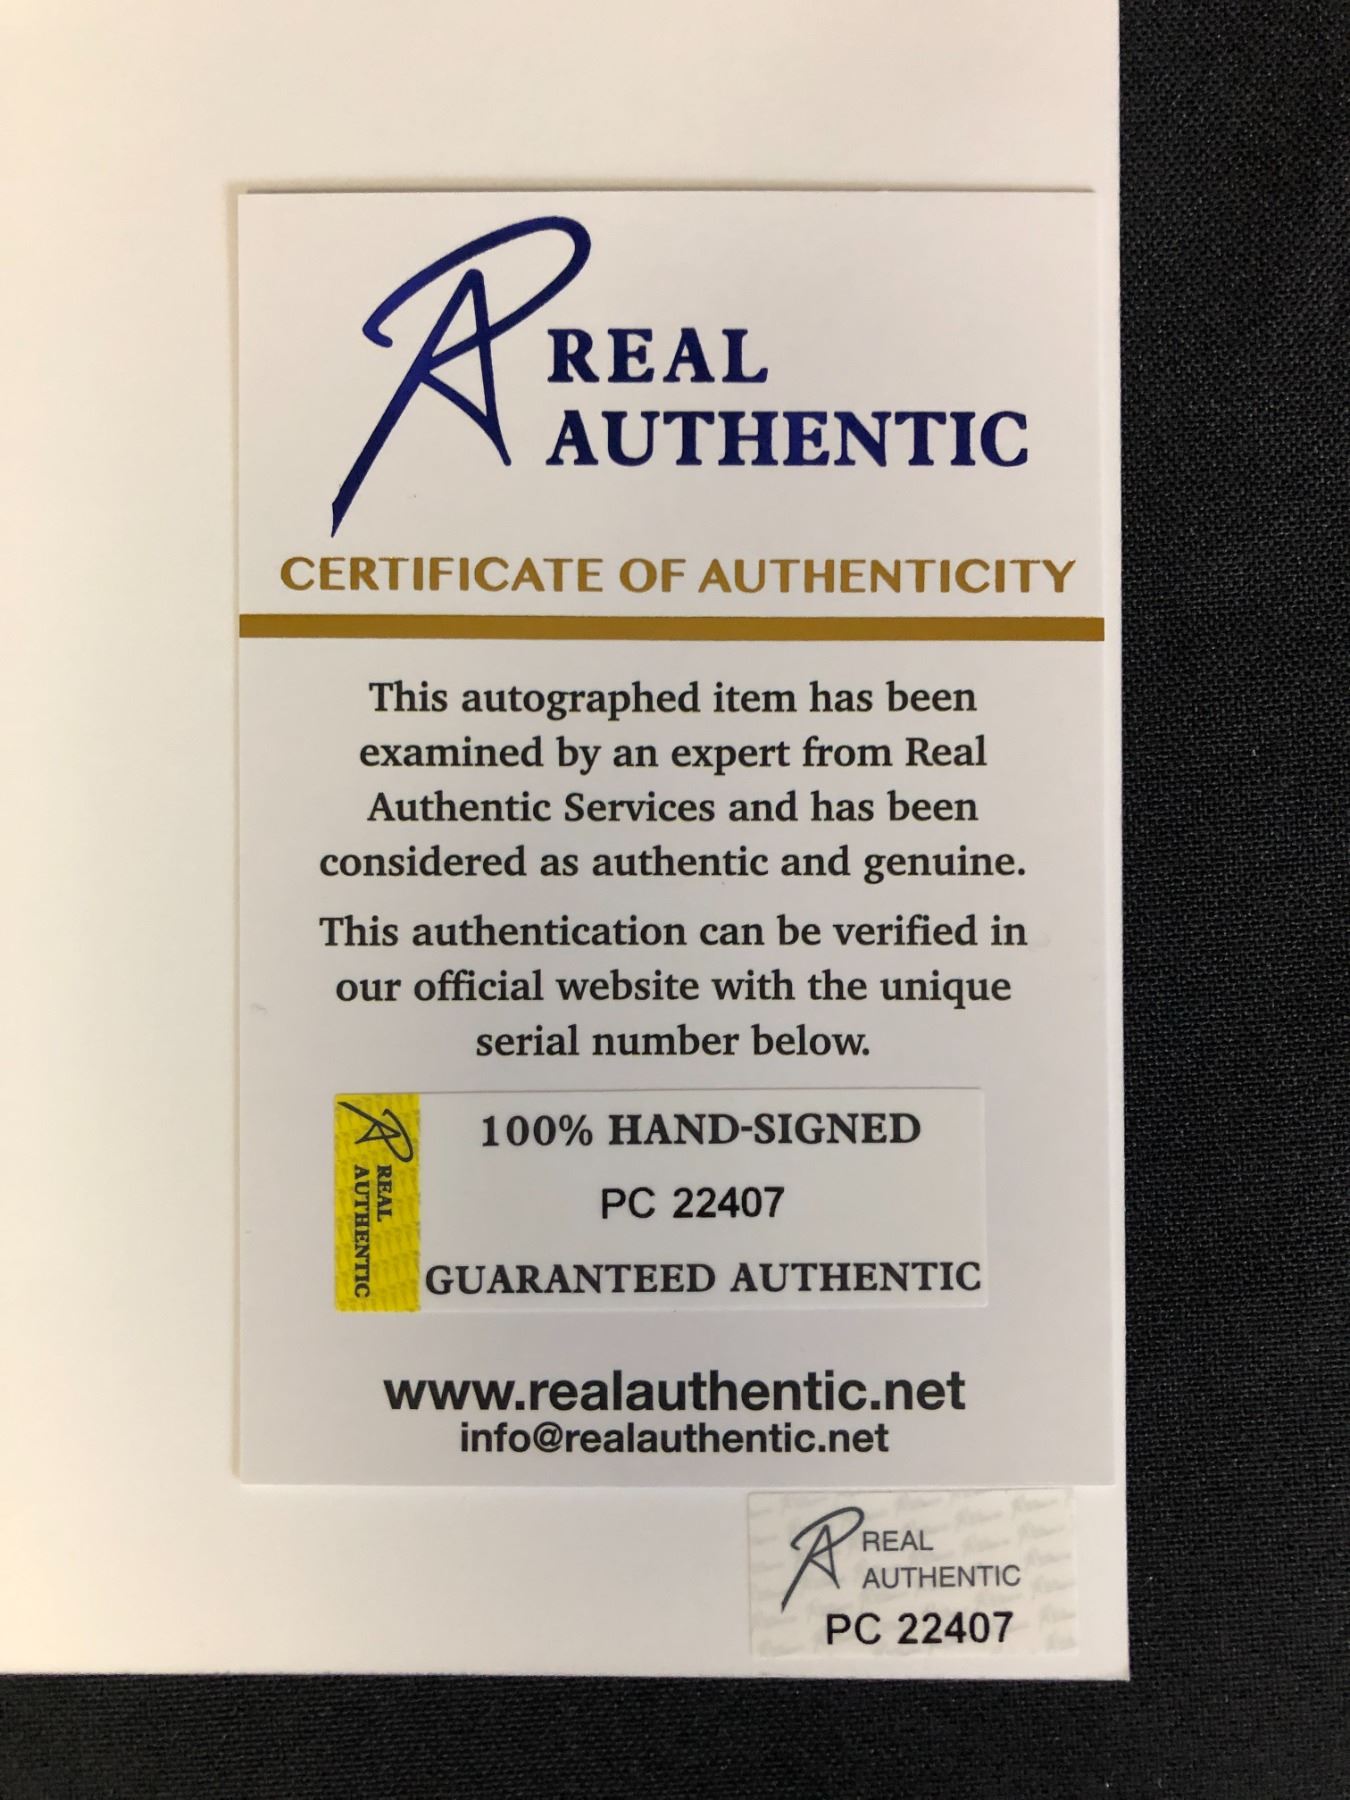 REAL
AUTHENTIC
CERTIFICATE OF AUTHENTICITY
This autographed item has been
examined by an expert from Real
Authentic Services and has been
considered as authentic and genuine.
This authentication can be verified in
our official website with the unique
serial number below.
REAL
AUTHENTIC
100% HAND-SIGNED
PC 22407
GUARANTEED AUTHENTIC
www.realauthentic.net
info@realauthentic.net
REAL
AUTHENTIC
PC 22407